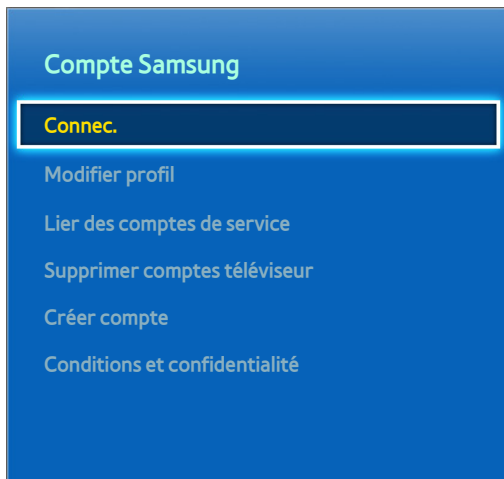 Compte Samsung
Connec.
Modifier profil
Lier des comptes de service
Supprimer comptes téléviseur
Créer compte
Conditions et confidentialité